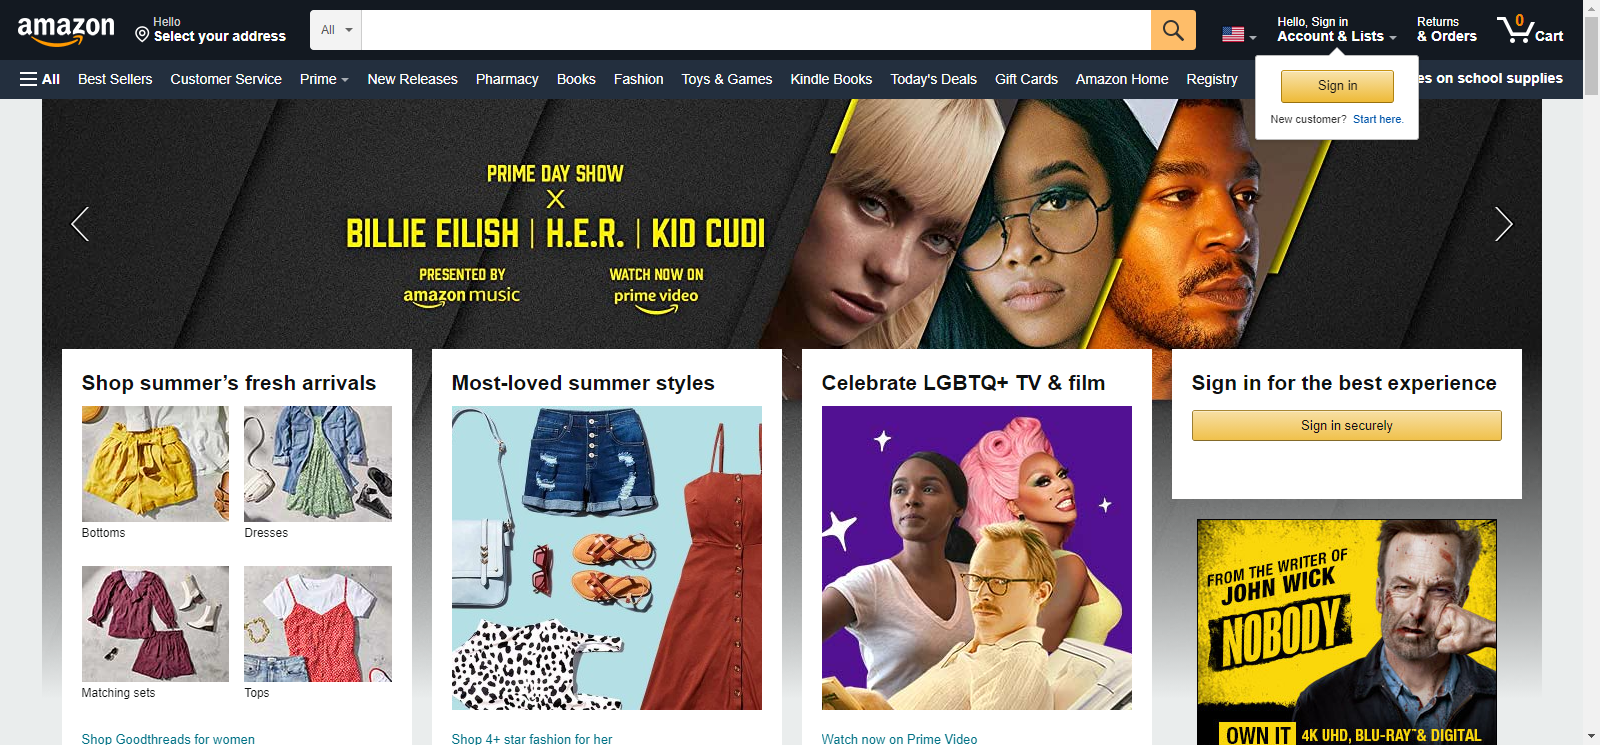 amazon
Hello
Select your address
All
Hello, Sign in
Account & Lists
Returns
& Orders
0
Cart
All
Best Sellers
Customer Service
Prime
New Releases
Pharmacy
Books
Fashion
Toys & Games
Kindle Books
Today's Deals
Gift Cards
Amazon Home
Registry
es on school supplies
Sign in
New customer? Start here.
PRIME DAY SHOW
X
BILLIE EILISH | H.E.R. | KID CUDI
PRESENTED BY
amazon music
WATCH NOW ON
prime video
Shop summer’s fresh arrivals
Bottoms
Dresses
Matching sets
Tops
Shop Goodthreads for women
Most-loved summer styles
Shop 4+ star fashion for her
Celebrate LGBTQ+ TV & film
Watch now on Prime Video
Sign in for the best experience
Sign in securely
FROM THE WRITER OF
JOHN WICK
NOBODY
OWN IT 4K UHD, BLU-RAY™ & DIGITAL